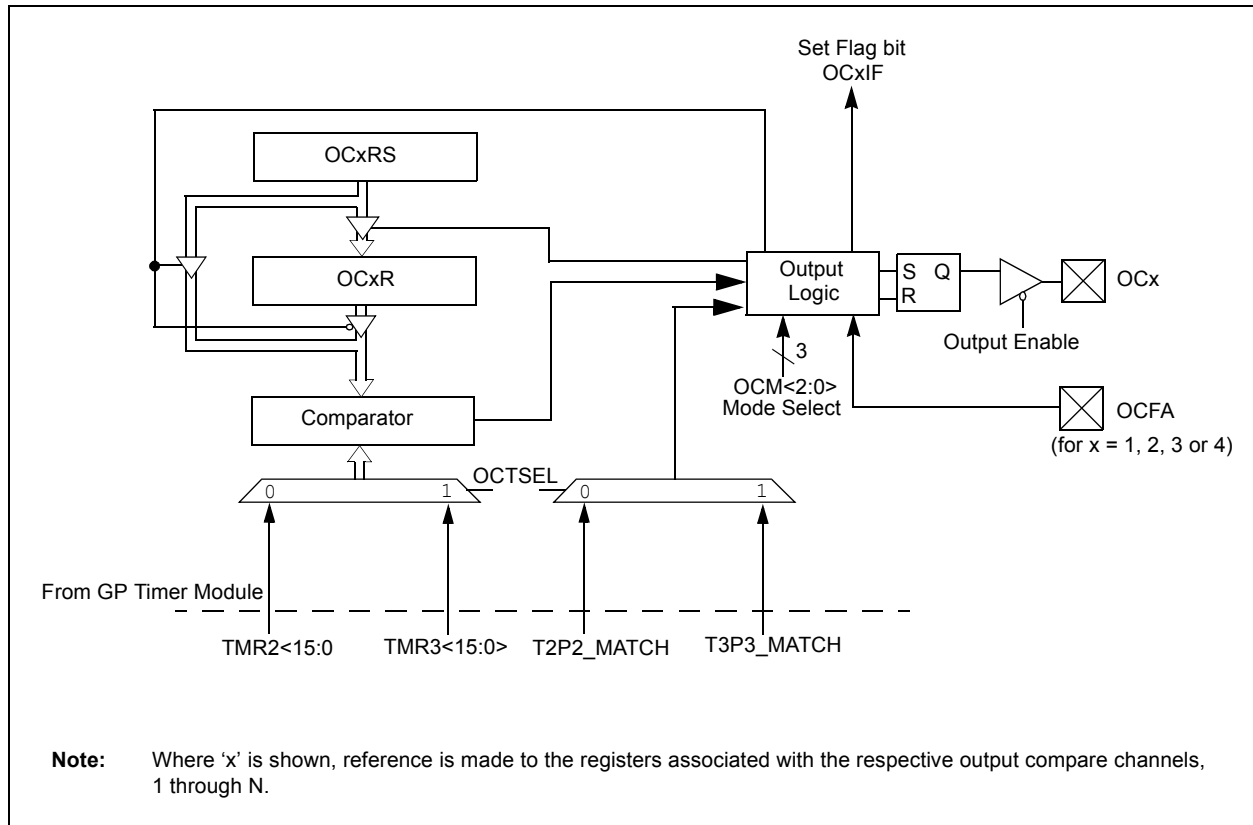 Set Flag bit
OCxIF
OCxRS
OCxR
Output
Logic
S Q
R
OCx
Output Enable
3
OCM<2:0>
Mode Select
OCFA
(for x = 1, 2, 3 or 4)
Comparator
OCTSEL
0 1 0 1
From GP Timer Module
TMR2<15:0 TMR3<15:0> T2P2_MATCH T3P3_MATCH
Note: Where ‘x’ is shown, reference is made to the registers associated with the respective output compare channels,
1 through N.